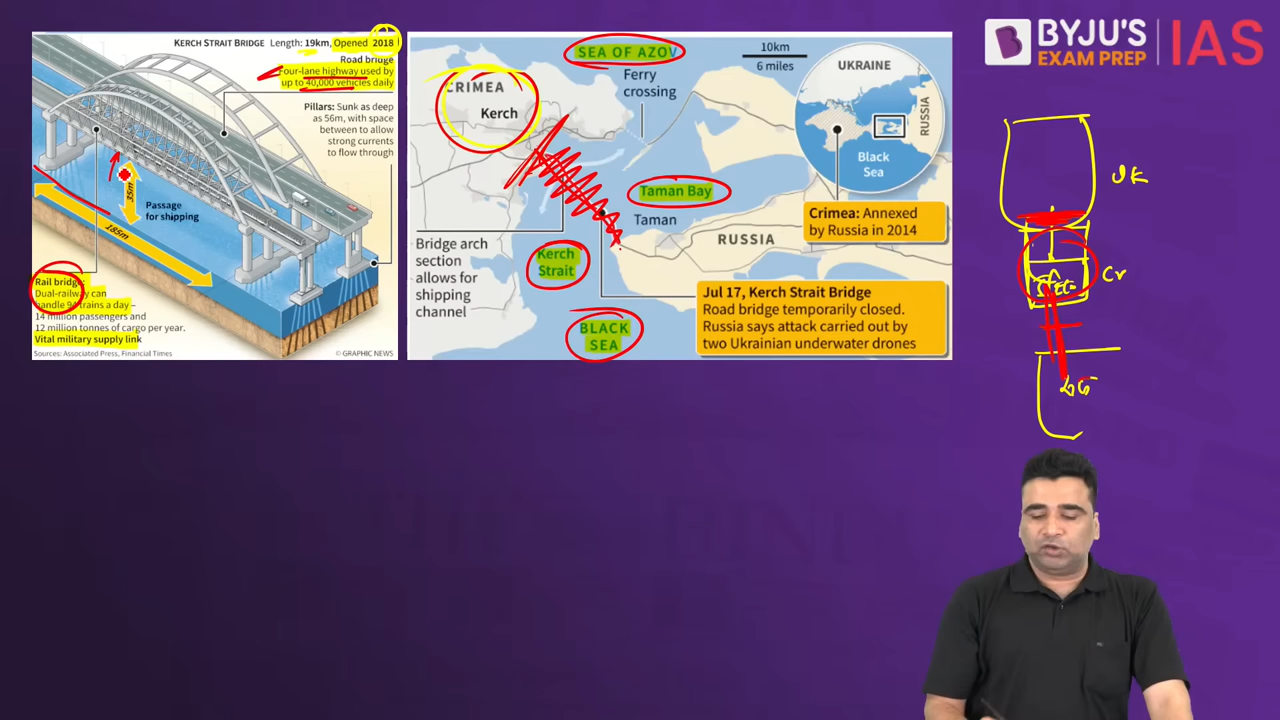 KERCH STRAIT BRIDGE Length: 19km, Opened 2018
Road bridge
Four-lane highway used by
up to 40,000 vehicles daily
Pillars: Sunk as deep
as 56m, with space
between to allow
strong currents
to flow through
35m
Passage
for shipping
185m
Rail bridge:
Dual-railway can
handle 94 trains a day –
14 million passengers and
12 million tonnes of cargo per year.
Vital military supply link
Sources: Associated Press, Financial Times
© GRAPHIC NEWS
SEA OF AZOV
CRIMEA
Kerch
Ferry
crossing
10km
6 miles
UKRAINE
RUSSIA
Black
Sea
Taman Bay
Taman
RUSSIA
Crimea: Annexed
by Russia in 2014
Bridge arch
section
allows for
shipping
channel
Kerch
Strait
BLACK
SEA
Jul 17, Kerch Strait Bridge
Road bridge temporarily closed.
Russia says attack carried out by
two Ukrainian underwater drones
BYJU'S
EXAM PREP
IAS
UK
Cr